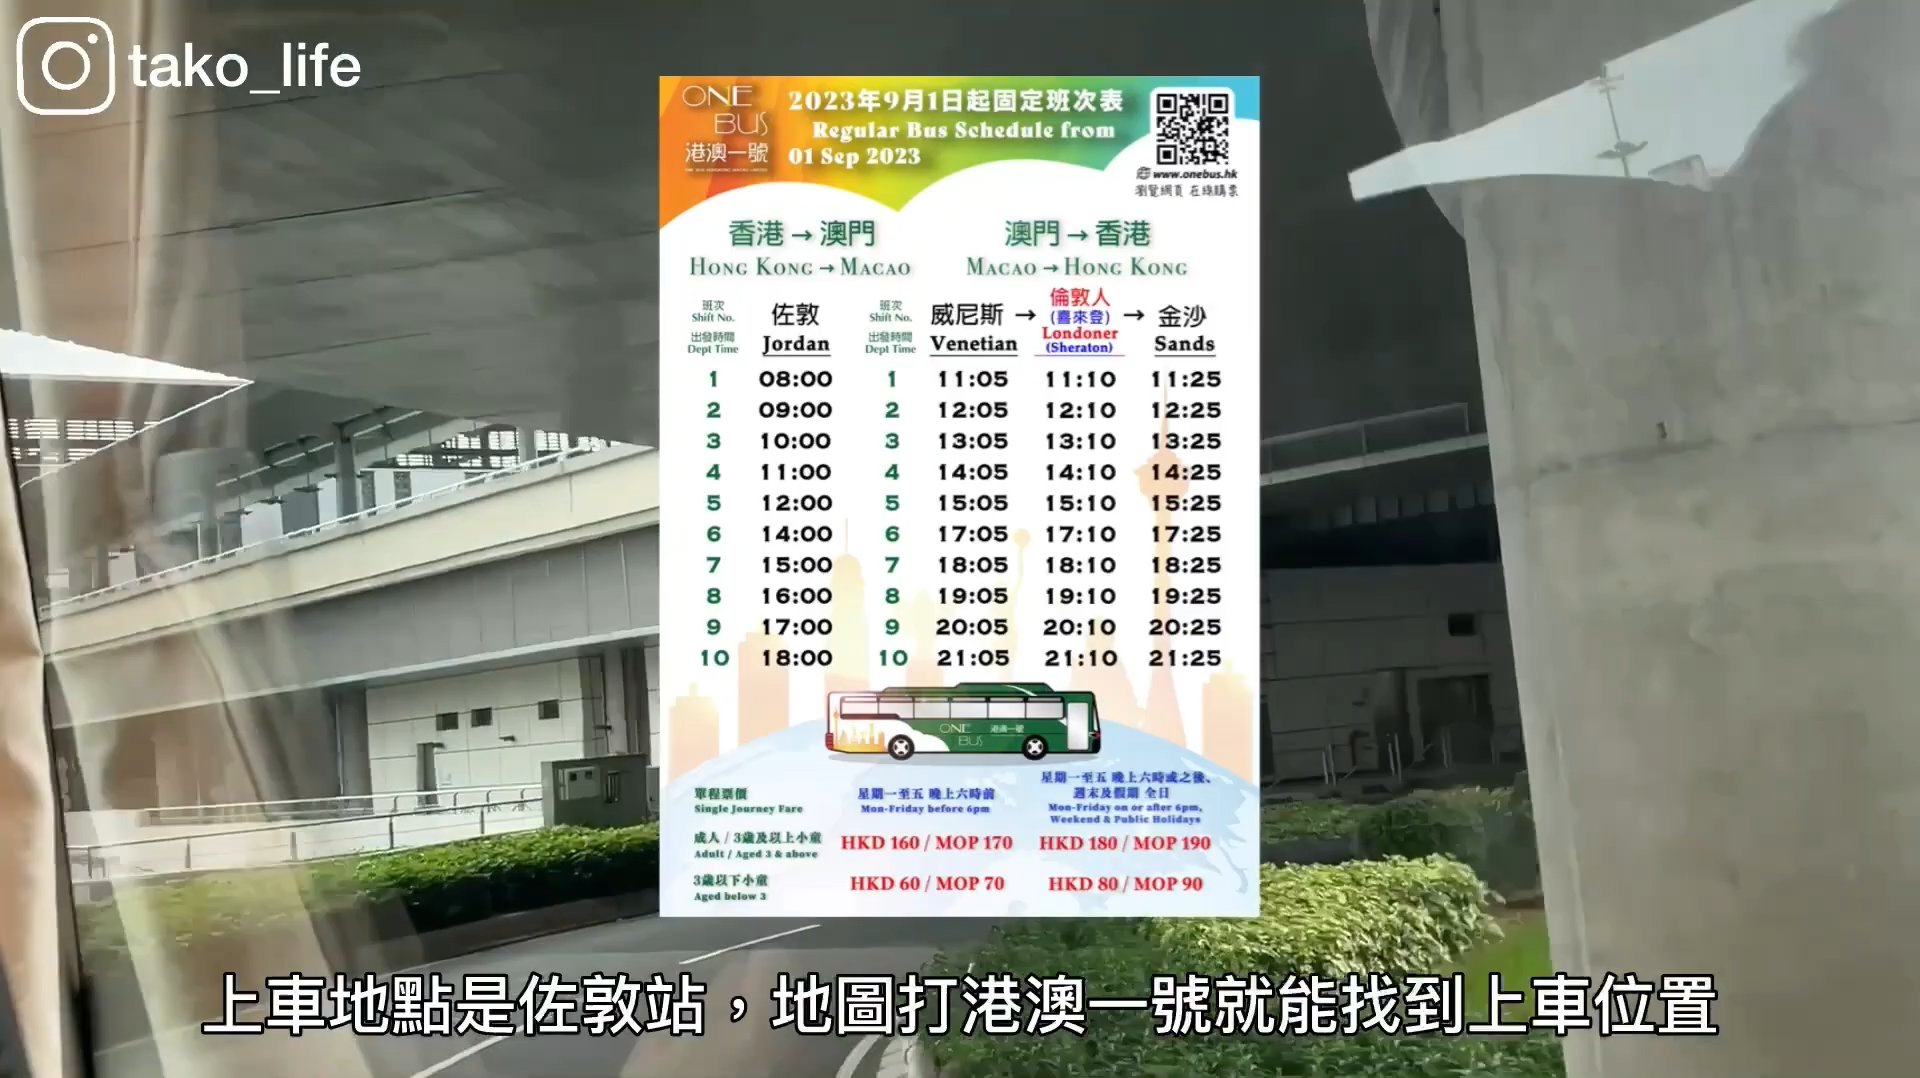 tako_life
ONE
BUS
港澳一號
2023年9月1日起固定班次表
Regular Bus Schedule from
01 Sep 2023
www.onebus.hk
瀏覽網頁 在綫購票
香港→澳門
HONG KONG→MACAO
澳門→香港
MACAO→HONG KONG
班次
Shift No.
出發時間
Dept Time
佐敦
Jordan
班次
Shift No.
出發時間
Dept Time
威尼斯 →
Venetian
倫敦人
(喜來登)
Londoner
(Sheraton)
→ 金沙
Sands
1 08:00 1 11:05 11:10 11:25
2 09:00 2 12:05 12:10 12:25
3 10:00 3 13:05 13:10 13:25
4 11:00 4 14:05 14:10 14:25
5 12:00 5 15:05 15:10 15:25
6 14:00 6 17:05 17:10 17:25
7 15:00 7 18:05 18:10 18:25
8 16:00 8 19:05 19:10 19:25
9 17:00 9 20:05 20:10 20:25
10 18:00 10 21:05 21:10 21:25
ONE
BUS
港澳一號
單程票價
Single Journey Fare
星期一至五 晚上六時前
Mon-Friday before 6pm
星期一至五 晚上六時或之後、
週末及假期 全日
Mon-Friday on or after 6pm,
Weekend & Public Holidays
成人 / 3歲及以上小童
Adult / Aged 3 & above
HKD 160 / MOP 170
HKD 180 / MOP 190
3歲以下小童
Aged below 3
HKD 60 / MOP 70
HKD 80 / MOP 90
上車地點是佐敦站，地圖打港澳一號就能找到上車位置